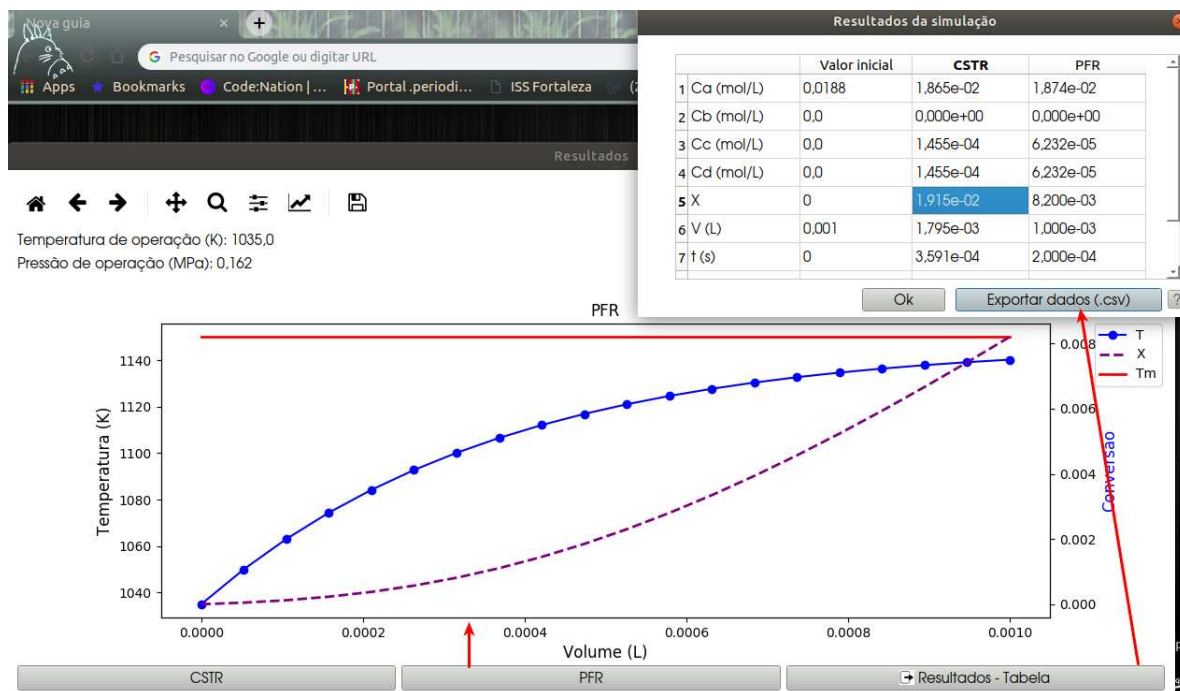 Nova guia × +
G Pesquisar no Google ou digitar URL
Apps Bookmarks Code:Nation | ... Portal .periodi... ISS Fortaleza
Resultados
Temperatura de operação (K): 1035,0
Pressão de operação (MPa): 0,162
Resultados da simulação
Valor inicial CSTR PFR
1 Ca (mol/L) 0,0188 1,865e-02 1,874e-02
2 Cb (mol/L) 0,0 0,000e+00 0,000e+00
3 Cc (mol/L) 0,0 1,455e-04 6,232e-05
4 Cd (mol/L) 0,0 1,455e-04 6,232e-05
5 X 0 1,915e-02 8,200e-03
6 V (L) 0,001 1,795e-03 1,000e-03
7 t (s) 0 3,591e-04 2,000e-04
Ok Exportar dados (.csv) ?
PFR
Temperatura (K)
1140
1120
1100
1080
1060
1040
0.008
0.006
0.004
0.002
0.000
Conversão
T
X
Tm
0.0000 0.0002 0.0004 0.0006 0.0008 0.0010
Volume (L)
CSTR PFR Resultados - Tabela